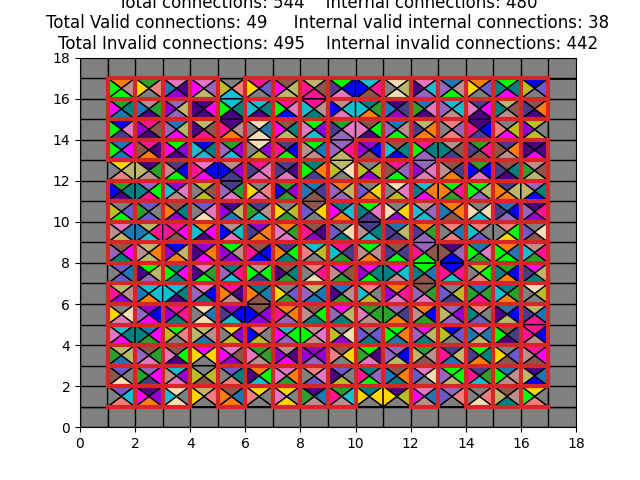 Total connections: 544    Internal connections: 480
Total Valid connections: 49    Internal valid internal connections: 38
Total Invalid connections: 495    Internal invalid connections: 442
18
16
14
12
10
8
6
4
2
0
0 2 4 6 8 10 12 14 16 18